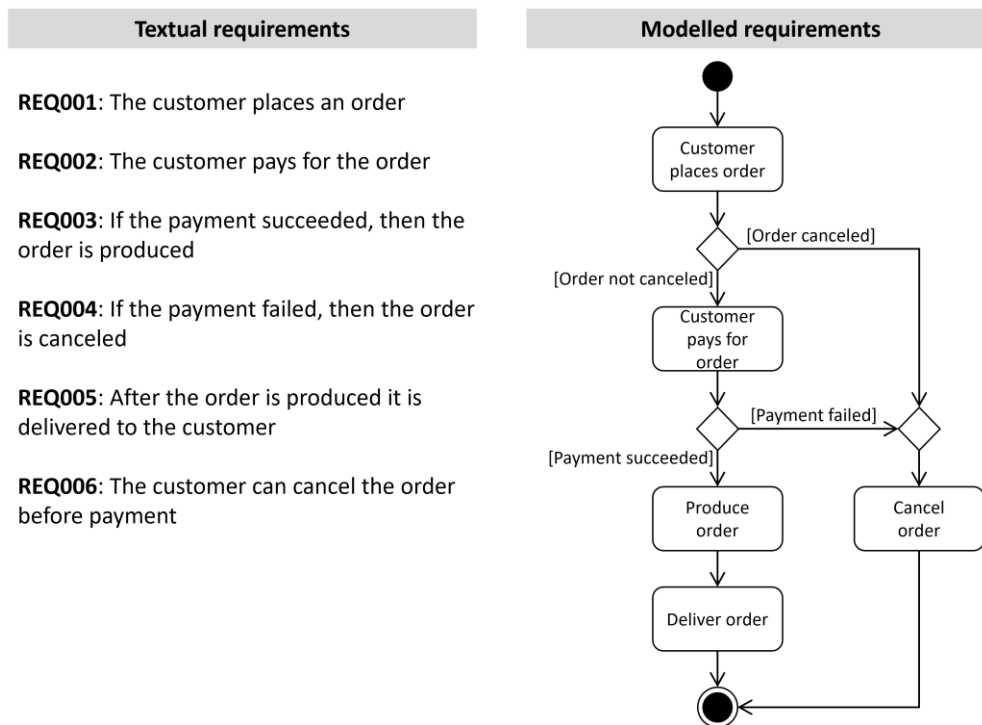 Textual requirements
REQ001: The customer places an order
REQ002: The customer pays for the order
REQ003: If the payment succeeded, then the
order is produced
REQ004: If the payment failed, then the order
is canceled
REQ005: After the order is produced it is
delivered to the customer
REQ006: The customer can cancel the order
before payment
Modelled requirements
Customer
places order
[Order canceled]
[Order not canceled]
Customer
pays for
order
[Payment failed]
[Payment succeeded]
Produce
order
Cancel
order
Deliver order